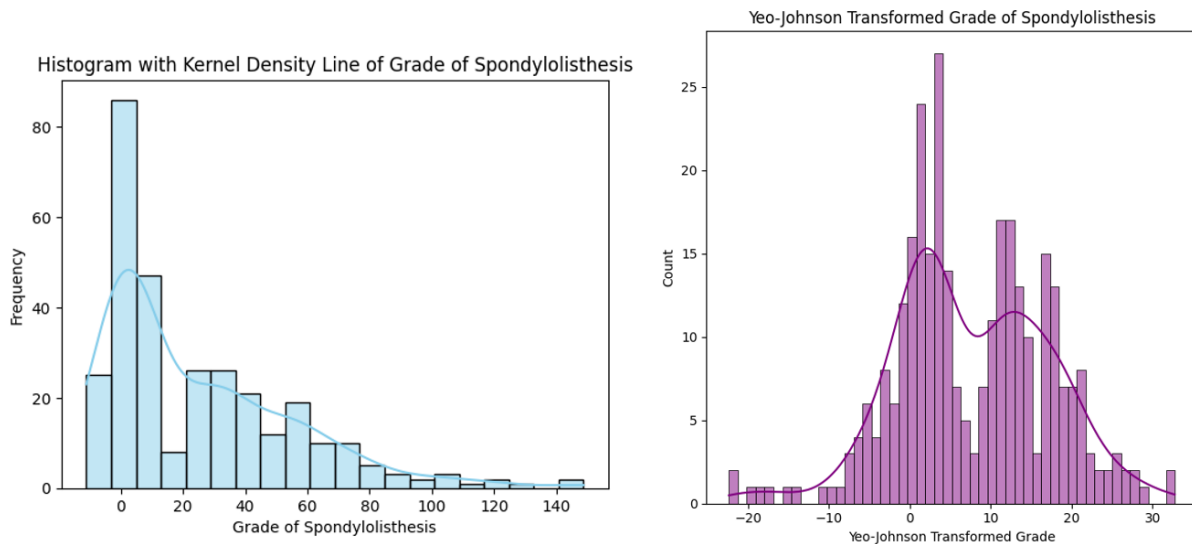 Histogram with Kernel Density Line of Grade of Spondylolisthesis
Frequency
80
60
40
20
0
0 20 40 60 80 100 120 140
Grade of Spondylolisthesis
Yeo-Johnson Transformed Grade of Spondylolisthesis
Count
25
20
15
10
5
0
−20 −10 0 10 20 30
Yeo-Johnson Transformed Grade